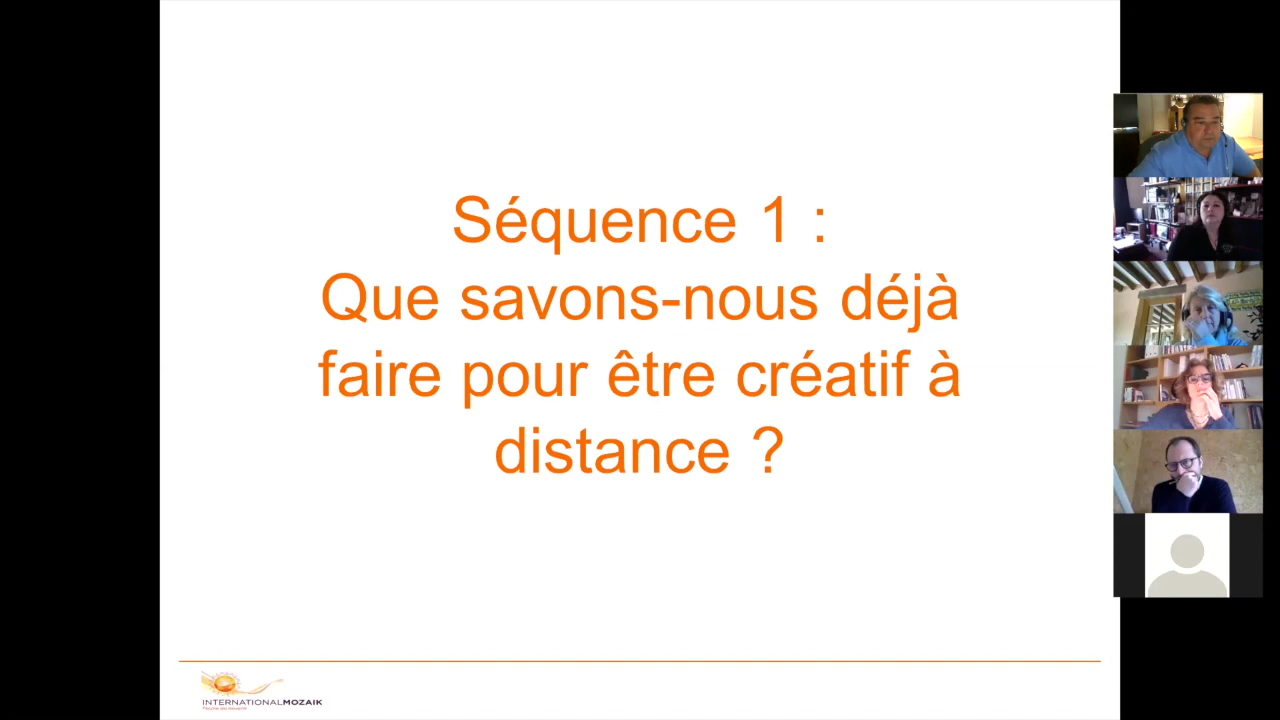 Séquence 1 :
Que savons-nous déjà
faire pour être créatif à
distance ?
INTERNATIONALMOZAIK